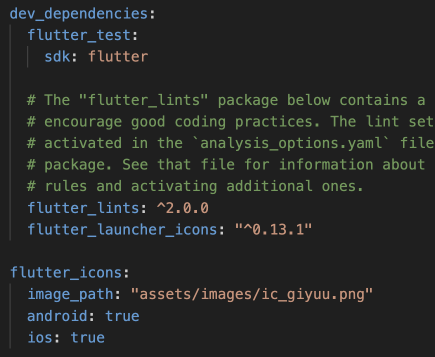 dev_dependencies:
  flutter_test:
    sdk: flutter

  # The "flutter_lints" package below contains a
  # encourage good coding practices. The lint set
  # activated in the `analysis_options.yaml` file
  # package. See that file for information about
  # rules and activating additional ones.
  flutter_lints: ^2.0.0
  flutter_launcher_icons: "^0.13.1"

flutter_icons:
  image_path: "assets/images/ic_giyuu.png"
  android: true
  ios: true